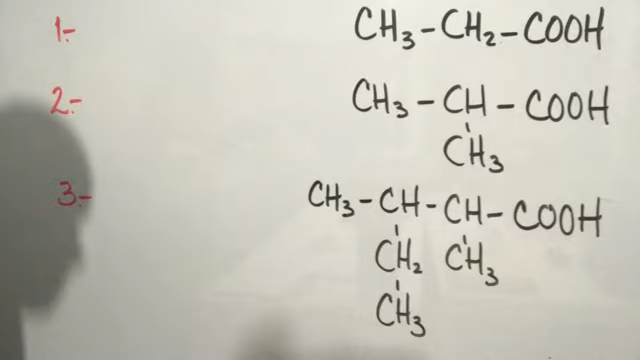 1.- CH₃-CH₂-COOH
2.- CH₃-CH-COOH
CH₃
3.- CH₃-CH-CH-COOH
CH₂ CH₃
CH₃